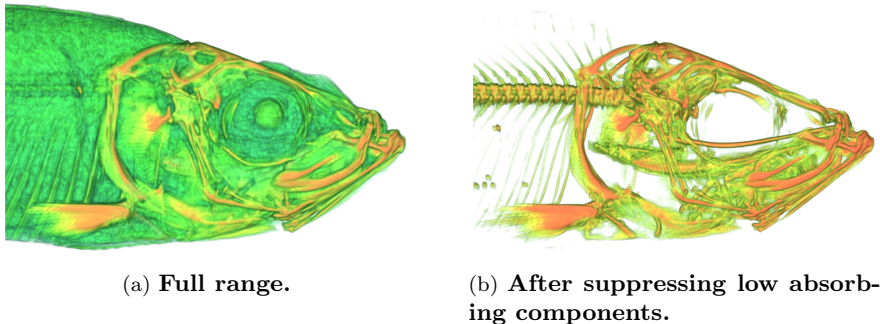 (a) Full range.
(b) After suppressing low absorb-
ing components.